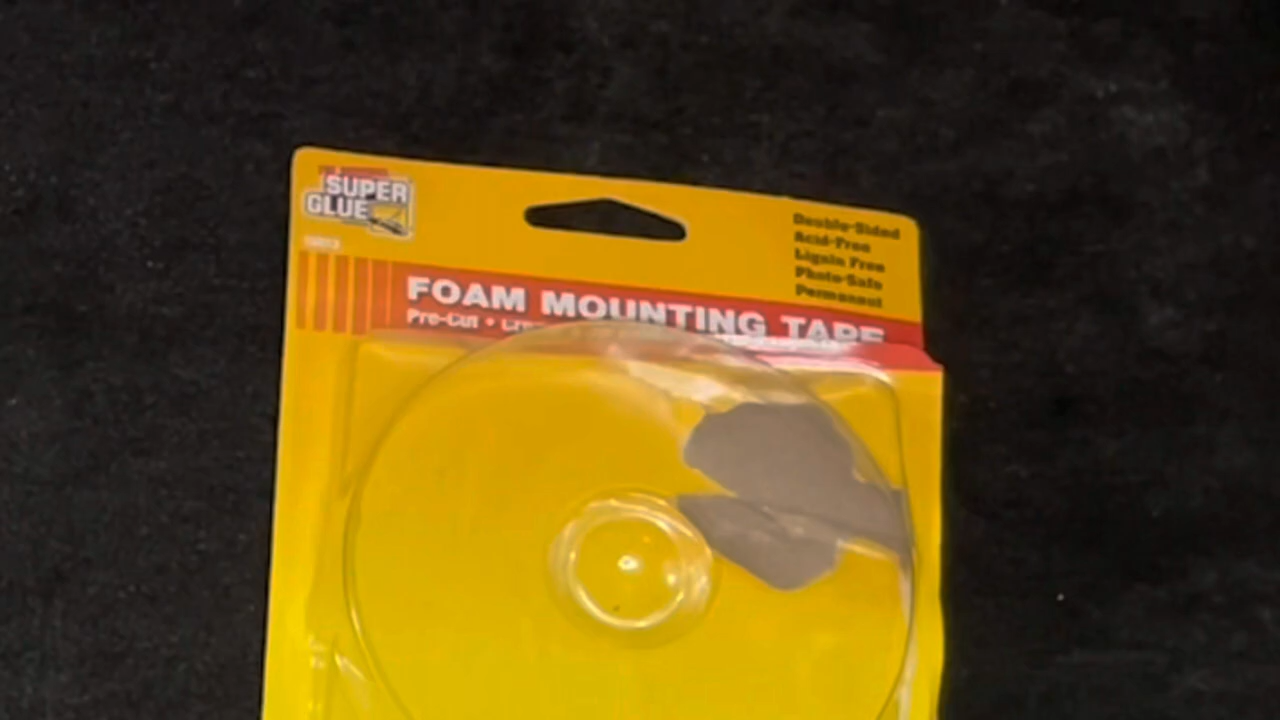 SUPER
GLUE
Double-Sided
Acid-Free
Lignin Free
Photo-Safe
Permanent
FOAM MOUNTING TAPE
Pre-Cut •